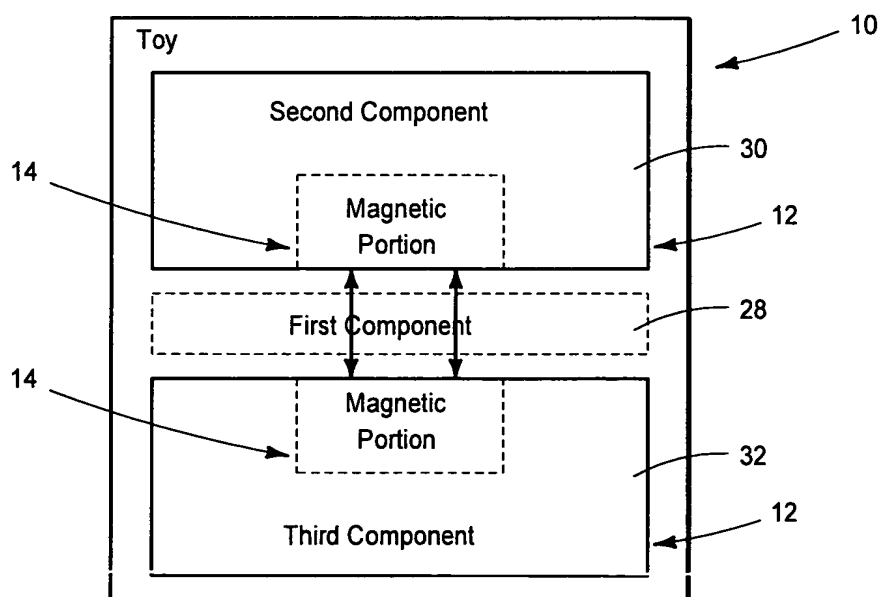 Toy
10
Second Component
30
14
Magnetic
Portion
12
First Component
28
14
Magnetic
Portion
32
12
Third Component